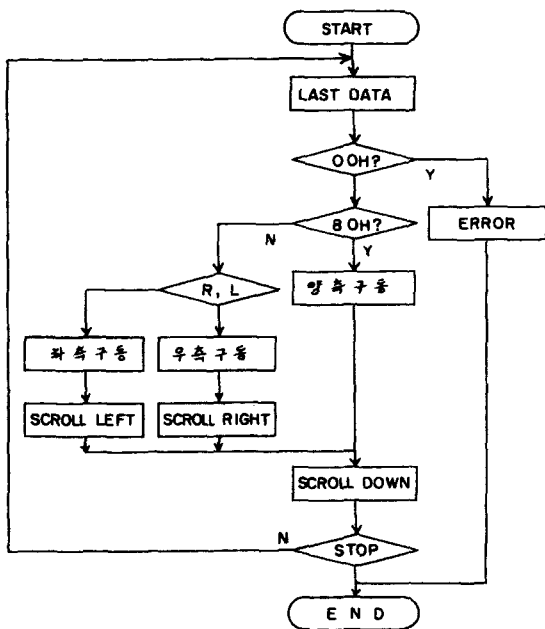 START
LAST DATA
00H?
Y
80H?
ERROR
N
Y
R, L
양측구동
좌측구동
우측구동
SCROLL LEFT
SCROLL RIGHT
SCROLL DOWN
N
STOP
E N D